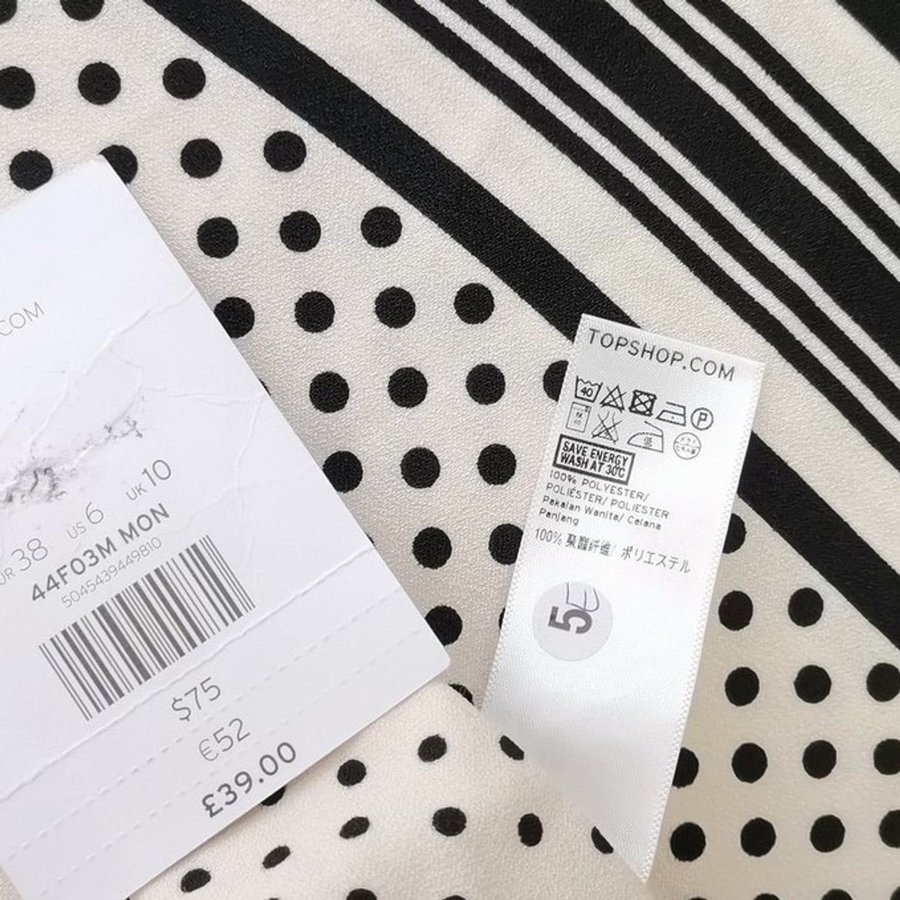 .COM
UR 38 US 6 UK 10
44F03M MON
5045439449810
$75
€52
£39.00
TOPSHOP.COM
40
P
SAVE ENERGY
WASH AT 30°C
100% POLYESTER/
POLIÉSTER/ POLIESTER
Pakaian Wanita/ Celana
Panjang
100% 聚酯纤维/ ポリエステル
5